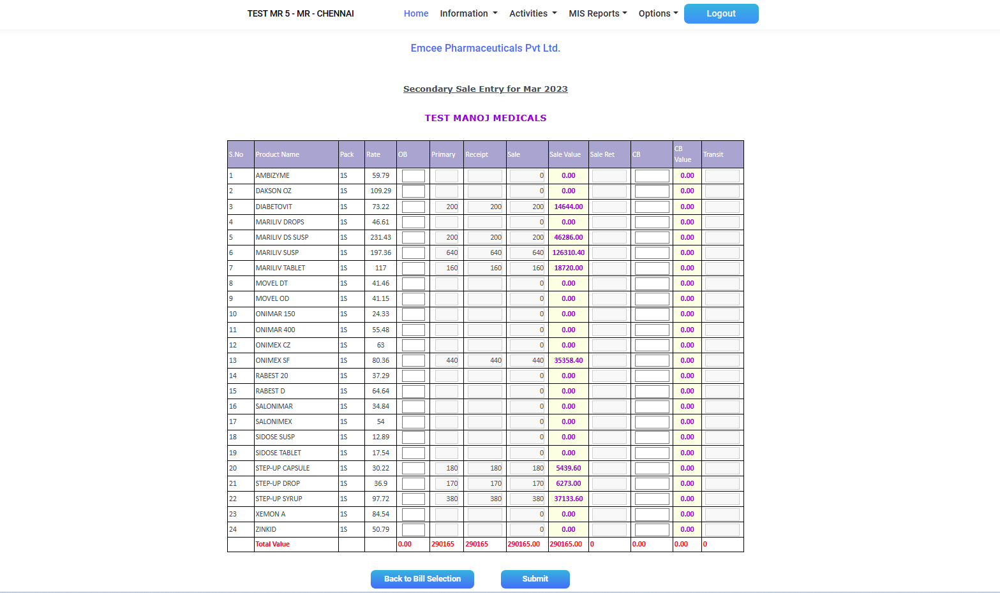 TEST MR 5 - MR - CHENNAI Home Information Activities MIS Reports Options Logout
Emcee Pharmaceuticals Pvt Ltd.
Secondary Sale Entry for Mar 2023
TEST MANOJ MEDICALS
S.No Product Name Pack Rate OB Primary Receipt Sale Sale Value Sale Ret CB CB Value Transit
1 AMBIZYME 1S 59.79 0 0.00 0.00
2 DAKSON OZ 1S 109.29 0 0.00 0.00
3 DIABETOVIT 1S 73.22 200 200 200 14644.00 0.00
4 MARILIV DROPS 1S 46.61 0 0.00 0.00
5 MARILIV DS SUSP 1S 231.43 200 200 200 46286.00 0.00
6 MARILIV SUSP 1S 197.36 640 640 640 126310.40 0.00
7 MARILIV TABLET 1S 117 160 160 160 18720.00 0.00
8 MOVEL DT 1S 41.46 0 0.00 0.00
9 MOVEL OD 1S 41.15 0 0.00 0.00
10 ONIMAR 150 1S 24.33 0 0.00 0.00
11 ONIMAR 400 1S 55.48 0 0.00 0.00
12 ONIMEX CZ 1S 63 0 0.00 0.00
13 ONIMEX SF 1S 80.36 440 440 440 35358.40 0.00
14 RABEST 20 1S 37.29 0 0.00 0.00
15 RABEST D 1S 64.64 0 0.00 0.00
16 SALONIMAR 1S 34.84 0 0.00 0.00
17 SALONIMEX 1S 54 0 0.00 0.00
18 SIDOSE SUSP 1S 12.89 0 0.00 0.00
19 SIDOSE TABLET 1S 17.54 0 0.00 0.00
20 STEP-UP CAPSULE 1S 30.22 180 180 180 5439.60 0.00
21 STEP-UP DROP 1S 36.9 170 170 170 6273.00 0.00
22 STEP-UP SYRUP 1S 97.72 380 380 380 37133.60 0.00
23 XEMON A 1S 84.54 0 0.00 0.00
24 ZINKID 1S 50.79 0 0.00 0.00
Total Value 0.00 290165 290165 290165.00 290165.00 0 0.00 0.00 0
Back to Bill Selection Submit